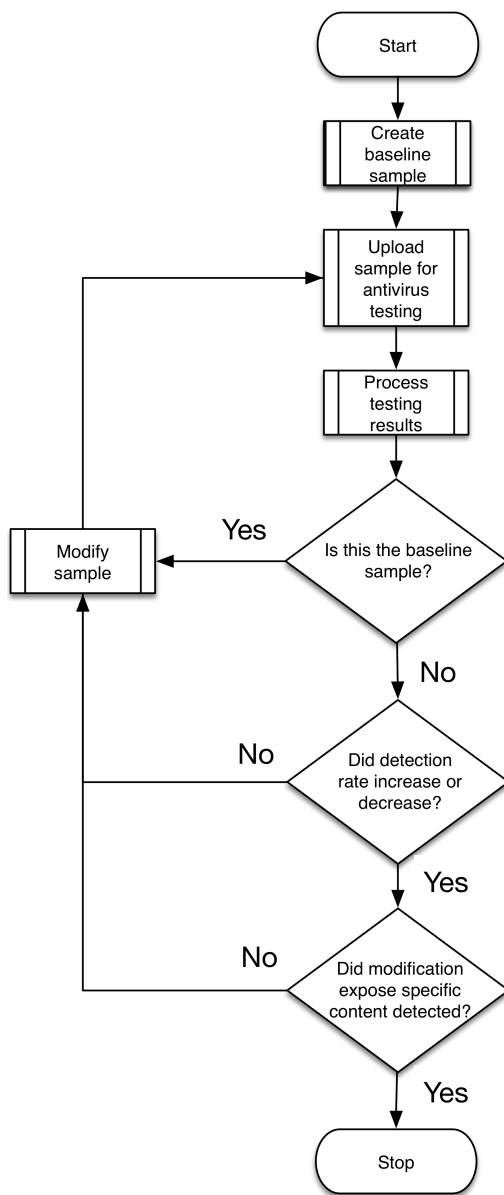 Start
Create
baseline
sample
Upload
sample for
antivirus
testing
Process
testing
results
Yes
Modify
sample
Is this the baseline
sample?
No
No
Did detection
rate increase or
decrease?
Yes
No
Did modification
expose specific
content detected?
Yes
Stop